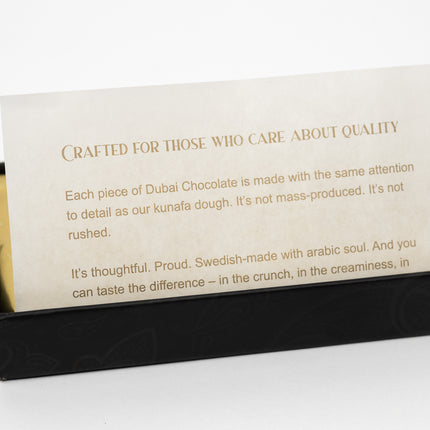 Crafted for those who care about quality
Each piece of Dubai Chocolate is made with the same attention
to detail as our kunafa dough. It's not mass-produced. It's not
rushed.
It's thoughtful. Proud. Swedish-made with arabic soul. And you
can taste the difference – in the crunch, in the creaminess, in